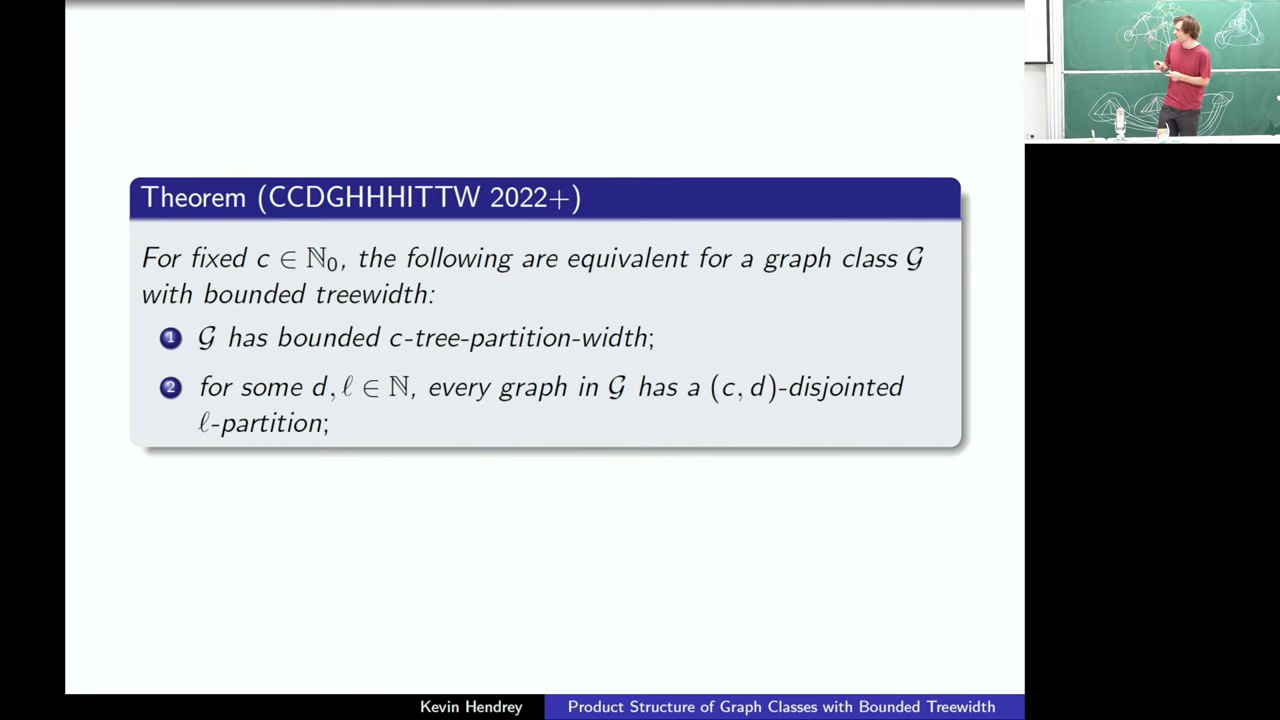 Theorem (CCDGHHHITTW 2022+)
For fixed c ∈ ℕ₀, the following are equivalent for a graph class 𝒢
with bounded treewidth:
1 𝒢 has bounded c-tree-partition-width;
2 for some d, ℓ ∈ ℕ, every graph in 𝒢 has a (c, d)-disjointed
ℓ-partition;
Kevin Hendrey
Product Structure of Graph Classes with Bounded Treewidth